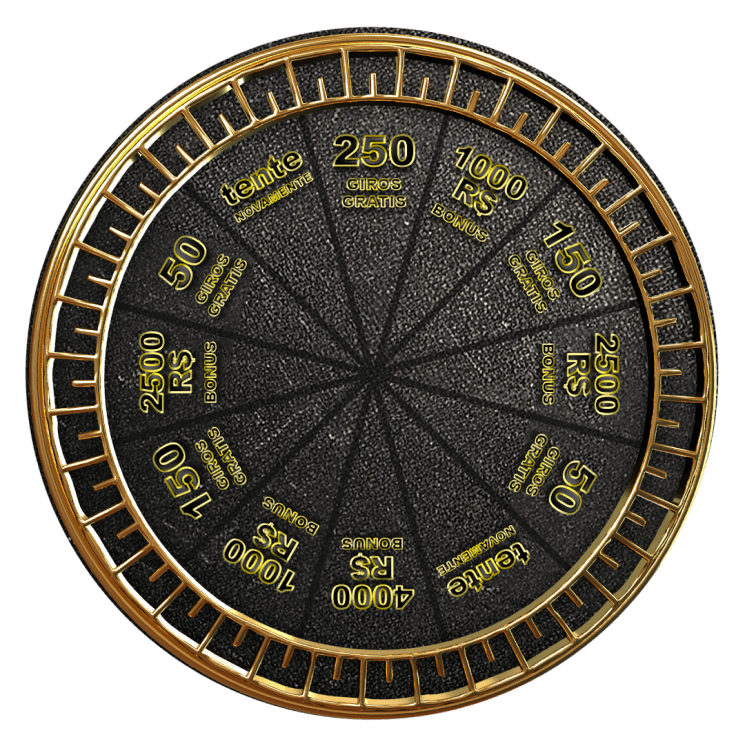 250
GIROS
GRATIS
1000
R$
BONUS
150
GIROS
GRATIS
2500
R$
BONUS
50
GIROS
GRATIS
tente
NOVAMENTE
4000
R$
BONUS
1000
R$
BONUS
150
GIROS
GRATIS
2500
R$
BONUS
50
GIROS
GRATIS
tente
NOVAMENTE